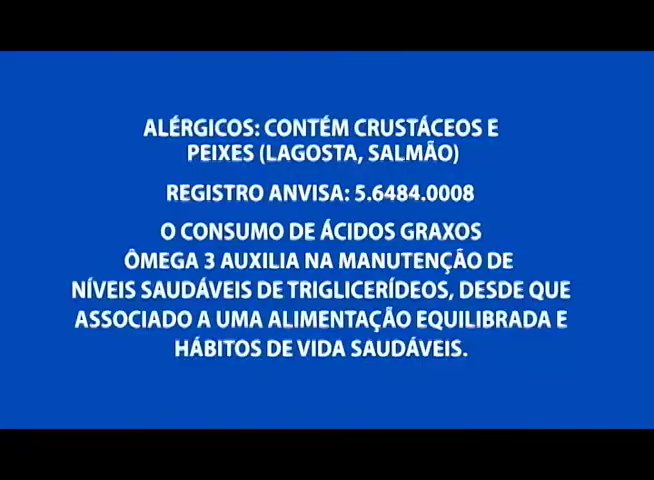 ALÉRGICOS: CONTÉM CRUSTÁCEOS E
PEIXES (LAGOSTA, SALMÃO)
REGISTRO ANVISA: 5.6484.0008
O CONSUMO DE ÁCIDOS GRAXOS
ÔMEGA 3 AUXILIA NA MANUTENÇÃO DE
NÍVEIS SAUDÁVEIS DE TRIGLICERÍDEOS, DESDE QUE
ASSOCIADO A UMA ALIMENTAÇÃO EQUILIBRADA E
HÁBITOS DE VIDA SAUDÁVEIS.